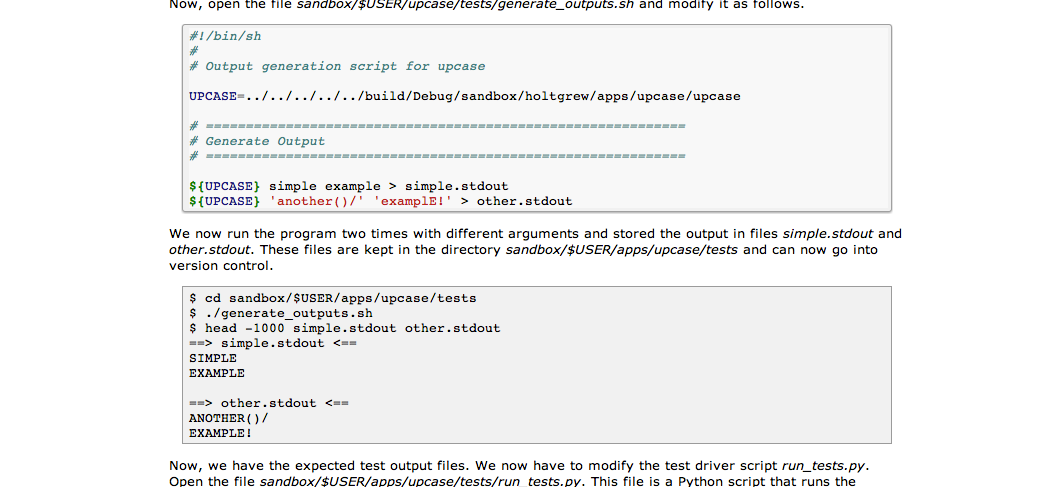 Now, open the file sandbox/$USER/upcase/tests/generate_outputs.sh and modify it as follows.
#!/bin/sh
#
# Output generation script for upcase
UPCASE=../../../../../build/Debug/sandbox/holtgrew/apps/upcase/upcase
# ============================================================
# Generate Output
# ============================================================
${UPCASE} simple example > simple.stdout
${UPCASE} 'another()/' 'examplE!' > other.stdout
We now run the program two times with different arguments and stored the output in files simple.stdout and
other.stdout. These files are kept in the directory sandbox/$USER/apps/upcase/tests and can now go into
version control.
$ cd sandbox/$USER/apps/upcase/tests
$ ./generate_outputs.sh
$ head -1000 simple.stdout other.stdout
==> simple.stdout <==
SIMPLE
EXAMPLE
==> other.stdout <==
ANOTHER()/
EXAMPLE!
Now, we have the expected test output files. We now have to modify the test driver script run_tests.py.
Open the file sandbox/$USER/apps/upcase/tests/run_tests.py. This file is a Python script that runs the